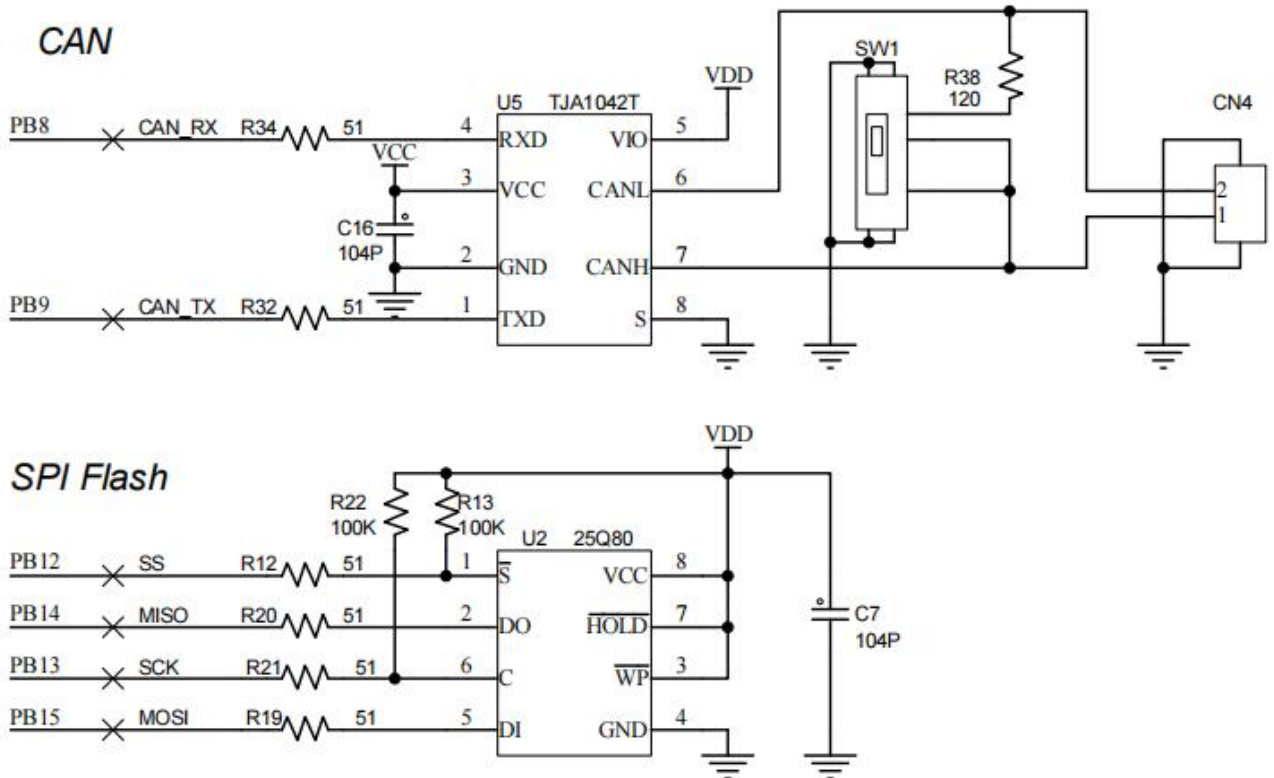 CAN
SW1
VDD
R38
120
CN4
U5 TJA1042T
PB8 CAN_RX R34 51 4 RXD VIO 5
VCC
3 VCC CANL 6
2
1
C16
104P
2 GND CANH 7
PB9 CAN_TX R32 51 1 TXD S 8
VDD
SPI Flash
R22
100K
R13
100K
U2 25Q80
PB12 SS R12 51 1 S VCC 8
PB14 MISO R20 51 2 DO HOLD 7
C7
104P
PB13 SCK R21 51 6 C WP 3
PB15 MOSI R19 51 5 DI GND 4